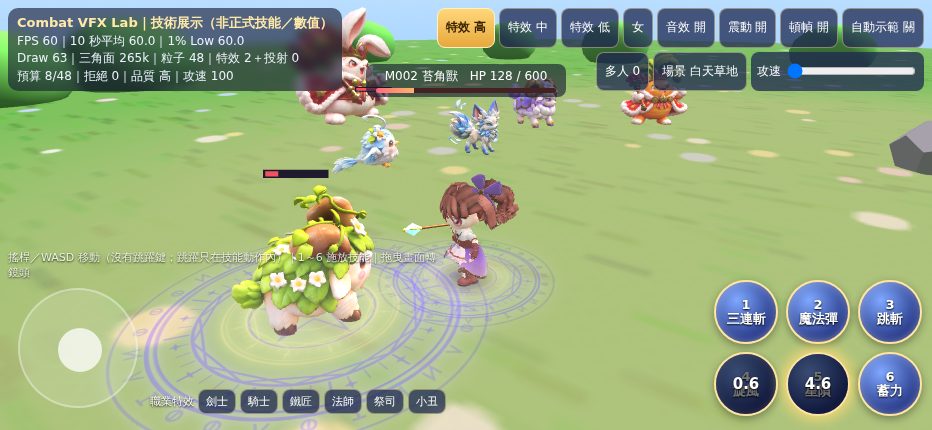 Combat VFX Lab｜技術展示（非正式技能／數值）
FPS 60｜10 秒平均 60.0｜1% Low 60.0
Draw 63｜三角面 265k｜粒子 48｜特效 2＋投射 0
預算 8/48｜拒絕 0｜品質 高｜攻速 100
特效 高
特效 中
特效 低
女
音效 開
震動 開
頓幀 開
自動示範 關
M002 苔角獸 HP 128 / 600
多人 0
場景 白天草地
攻速
搖桿／WASD 移動（沒有跳躍鍵；跳躍只在技能動作內）｜1～6 施放技能｜拖曳畫面轉
鏡頭
1
三連斬
2
魔法彈
3
跳斬
0.6
旋風
4.6
星隕
6
蓄力
職業特效
劍士
騎士
鐵匠
法師
祭司
小丑